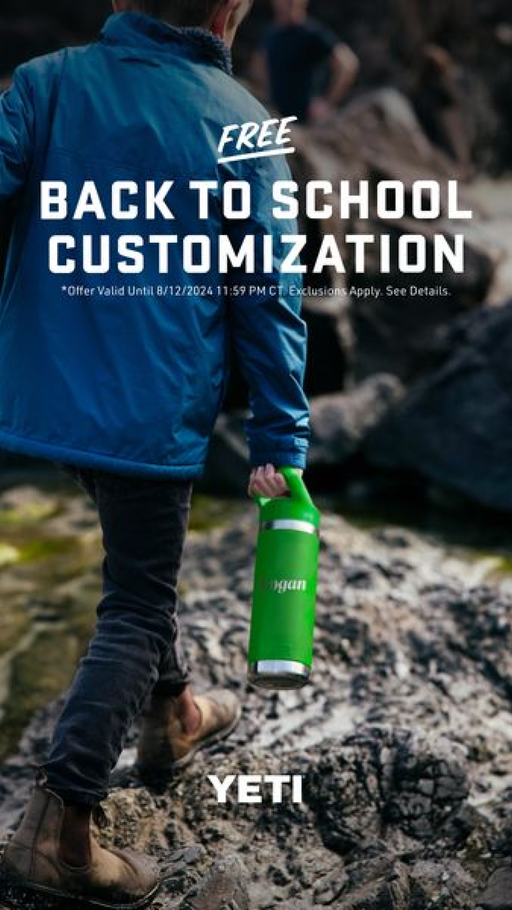 FREE
BACK TO SCHOOL
CUSTOMIZATION
*Offer Valid Until 8/12/2024 11:59 PM CT. Exclusions Apply. See Details.
Logan
YETI